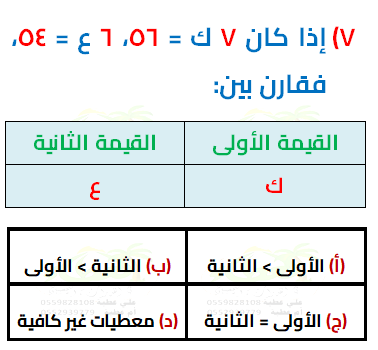 ٧) إذا كان ٧ ك = ٥٦، ٦ ع = ٥٤،
فقارن بين:
القيمة الأولى القيمة الثانية
ك ع
(أ) الأولى > الثانية (ب) الثانية > الأولى
(ج) الأولى = الثانية (د) معطيات غير كافية
0559828108